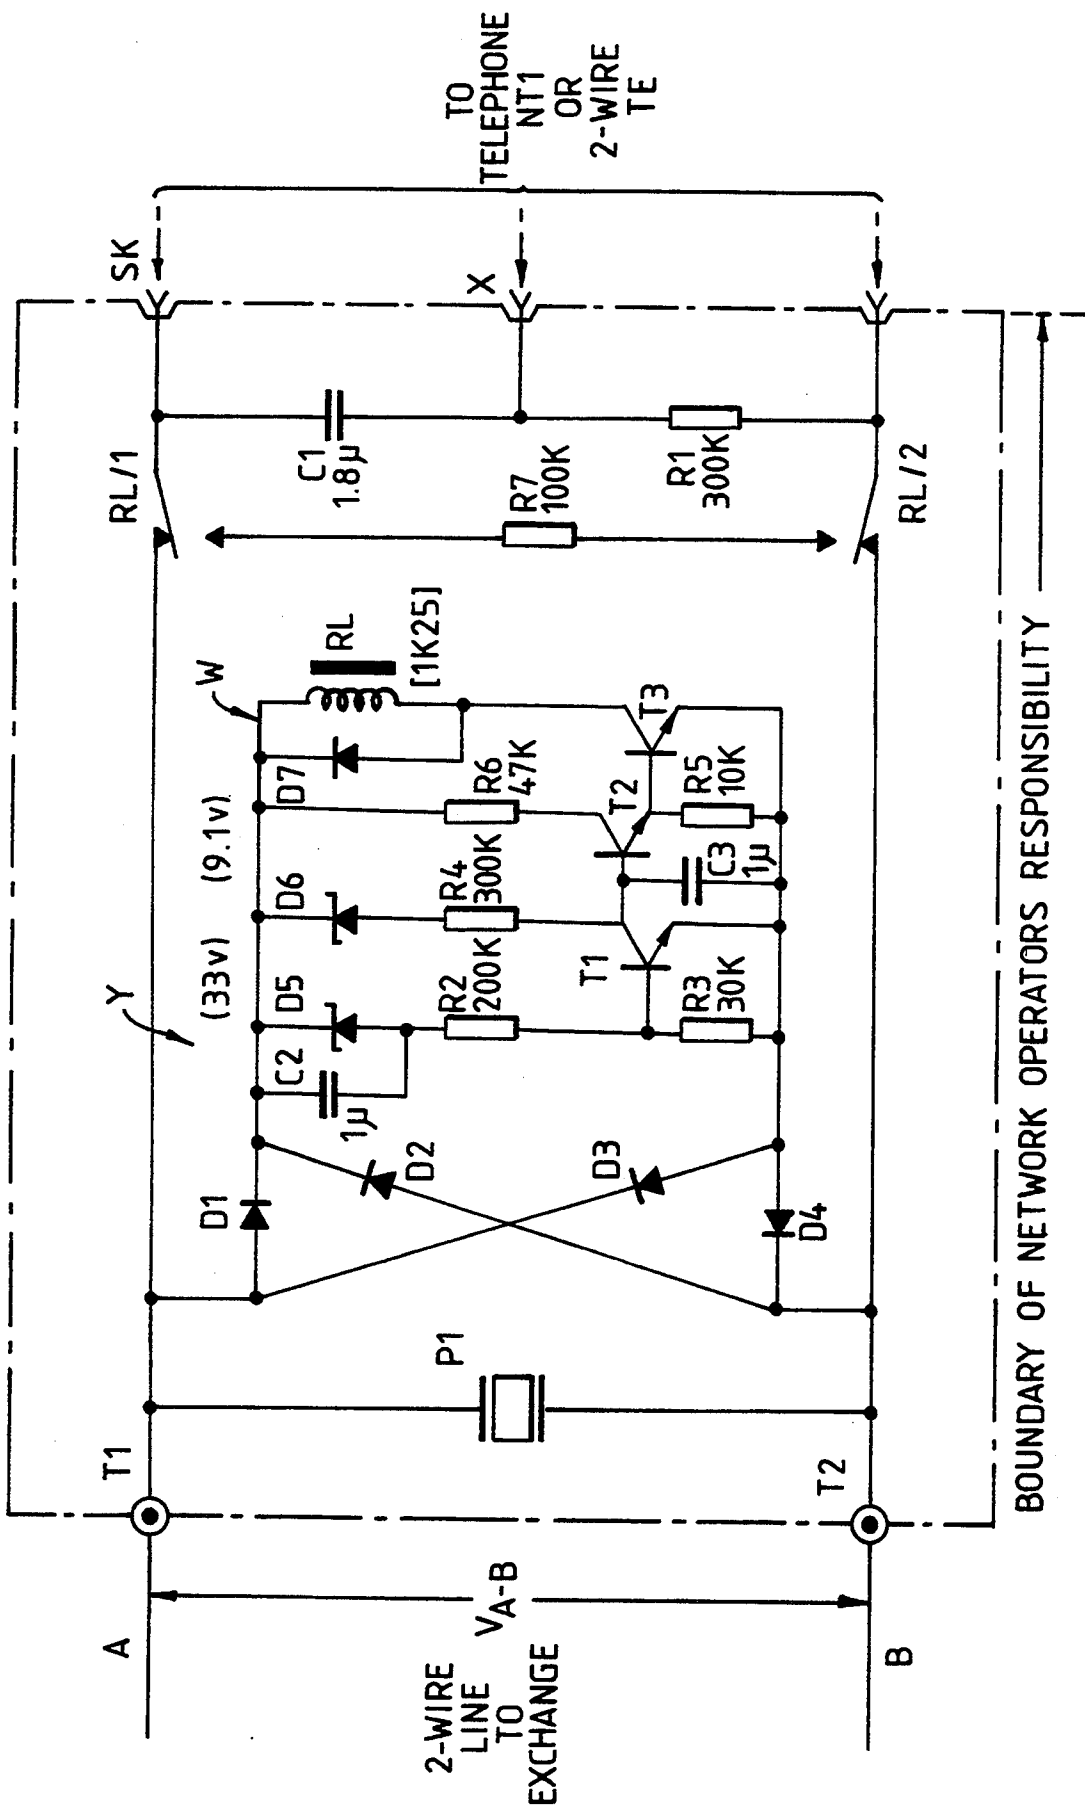 2-WIRE
LINE
TO
EXCHANGE
A
B
VA-B
T1
T2
P1
D1
D2
D3
D4
Y
(33v)
(9.1v)
W
C2
1µ
D5
D6
D7
RL
[1K25]
R2
200K
R4
300K
R6
47K
T1
T2
T3
R3
30K
C3
1µ
R5
10K
RL/1
RL/2
R7
100K
C1
1.8µ
R1
300K
SK
X
TO
TELEPHONE
NT1
OR
2-WIRE
TE
BOUNDARY OF NETWORK OPERATORS RESPONSIBILITY